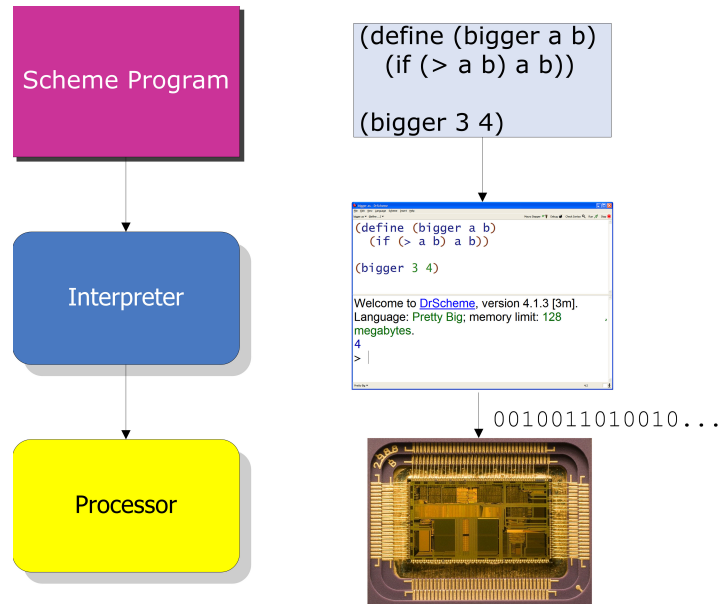 Scheme Program
(define (bigger a b)
(if (> a b) a b))
(bigger 3 4)
Interpreter
(define (bigger a b)
(if (> a b) a b))
(bigger 3 4)
Welcome to DrScheme, version 4.1.3 [3m].
Language: Pretty Big; memory limit: 128
megabytes.
4
>
0010011010010...
Processor